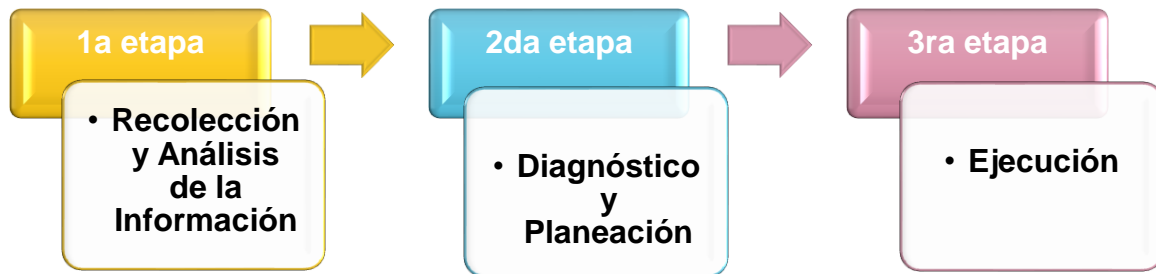 1a etapa
• Recolección
y Análisis
de la
Información
2da etapa
• Diagnóstico
y
Planeación
3ra etapa
• Ejecución